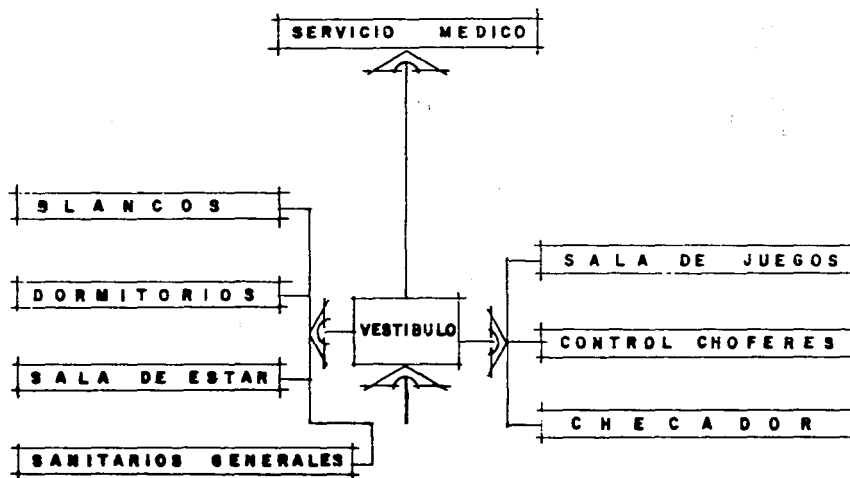 SERVICIO MEDICO
BLANCOS
DORMITORIOS
SALA DE ESTAR
SANITARIOS GENERALES
VESTIBULO
SALA DE JUEGOS
CONTROL CHOFERES
CHECADOR